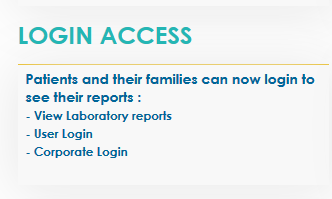 LOGIN ACCESS
Patients and their families can now login to
see their reports :
- View Laboratory reports
- User Login
- Corporate Login